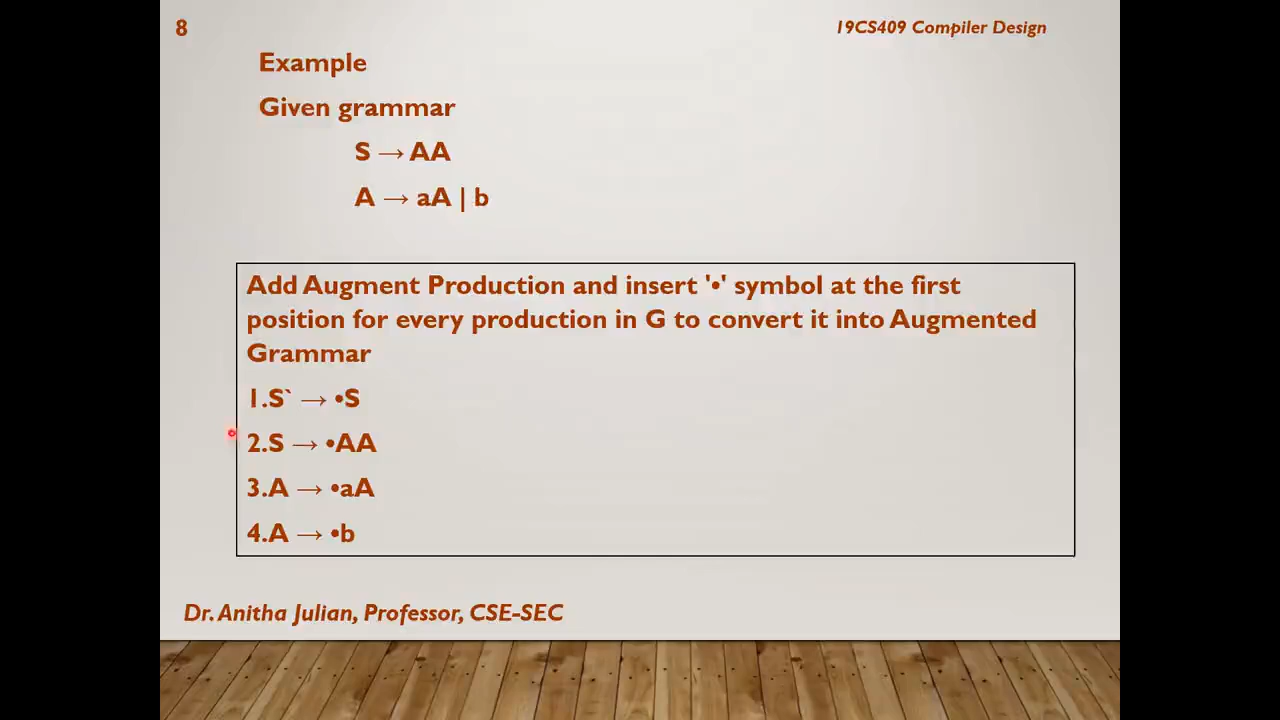 8
19CS409 Compiler Design
Example
Given grammar
S → AA
A → aA | b
Add Augment Production and insert '•' symbol at the first
position for every production in G to convert it into Augmented
Grammar
1.S` → •S
2.S → •AA
3.A → •aA
4.A → •b
Dr. Anitha Julian, Professor, CSE-SEC